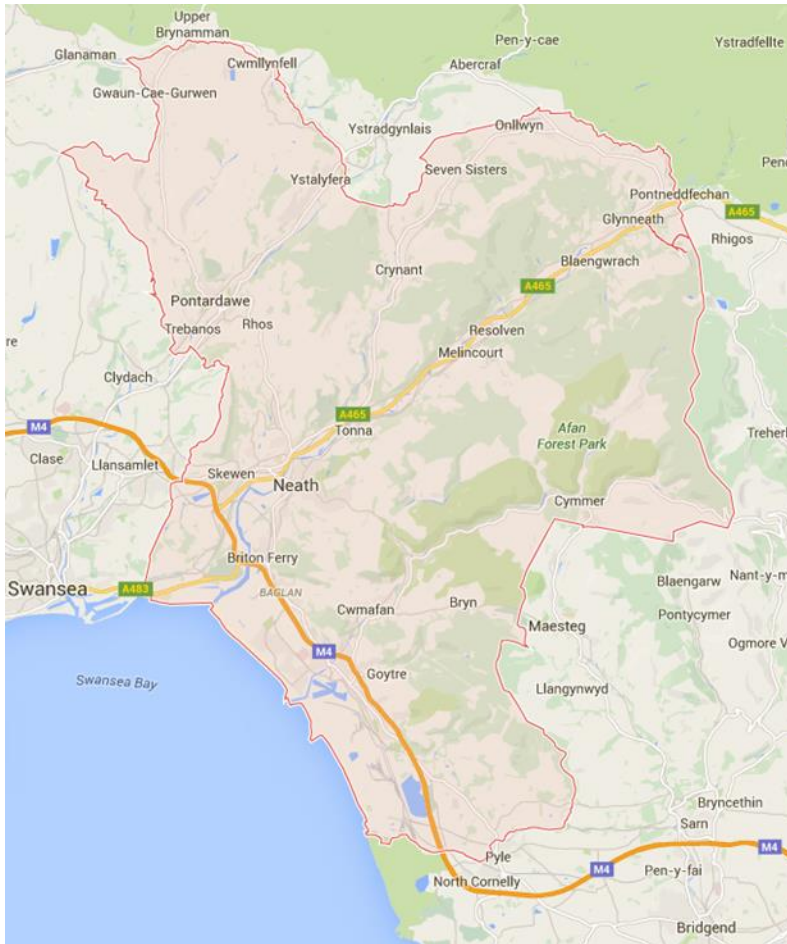 Upper
Brynamman
Pen-y-cae
Ystradfellte
Glanaman
Cwmllynfell
Abercraf
Gwaun-Cae-Gurwen
Ystradgynlais
Onllwyn
Ystalyfera
Seven Sisters
Pontneddfechan
A465
Glynneath
Rhigos
Blaengwrach
Crynant
A465
Pontardawe
Trebanos
Rhos
Resolven
Melincourt
Clydach
A465
Tonna
M4
Afan
Forest Park
Clase
Llansamlet
Skewen
Neath
Cymmer
Briton Ferry
Swansea
A483
BAGLAN
Blaengarw
Nant-y-m
Cwmafan
Bryn
Pontycymer
Maesteg
Ogmore V
M4
Goytre
Swansea Bay
Llangynwyd
Bryncethin
Sarn
Pyle
M4
M4
North Cornelly
Pen-y-fai
Bridgend